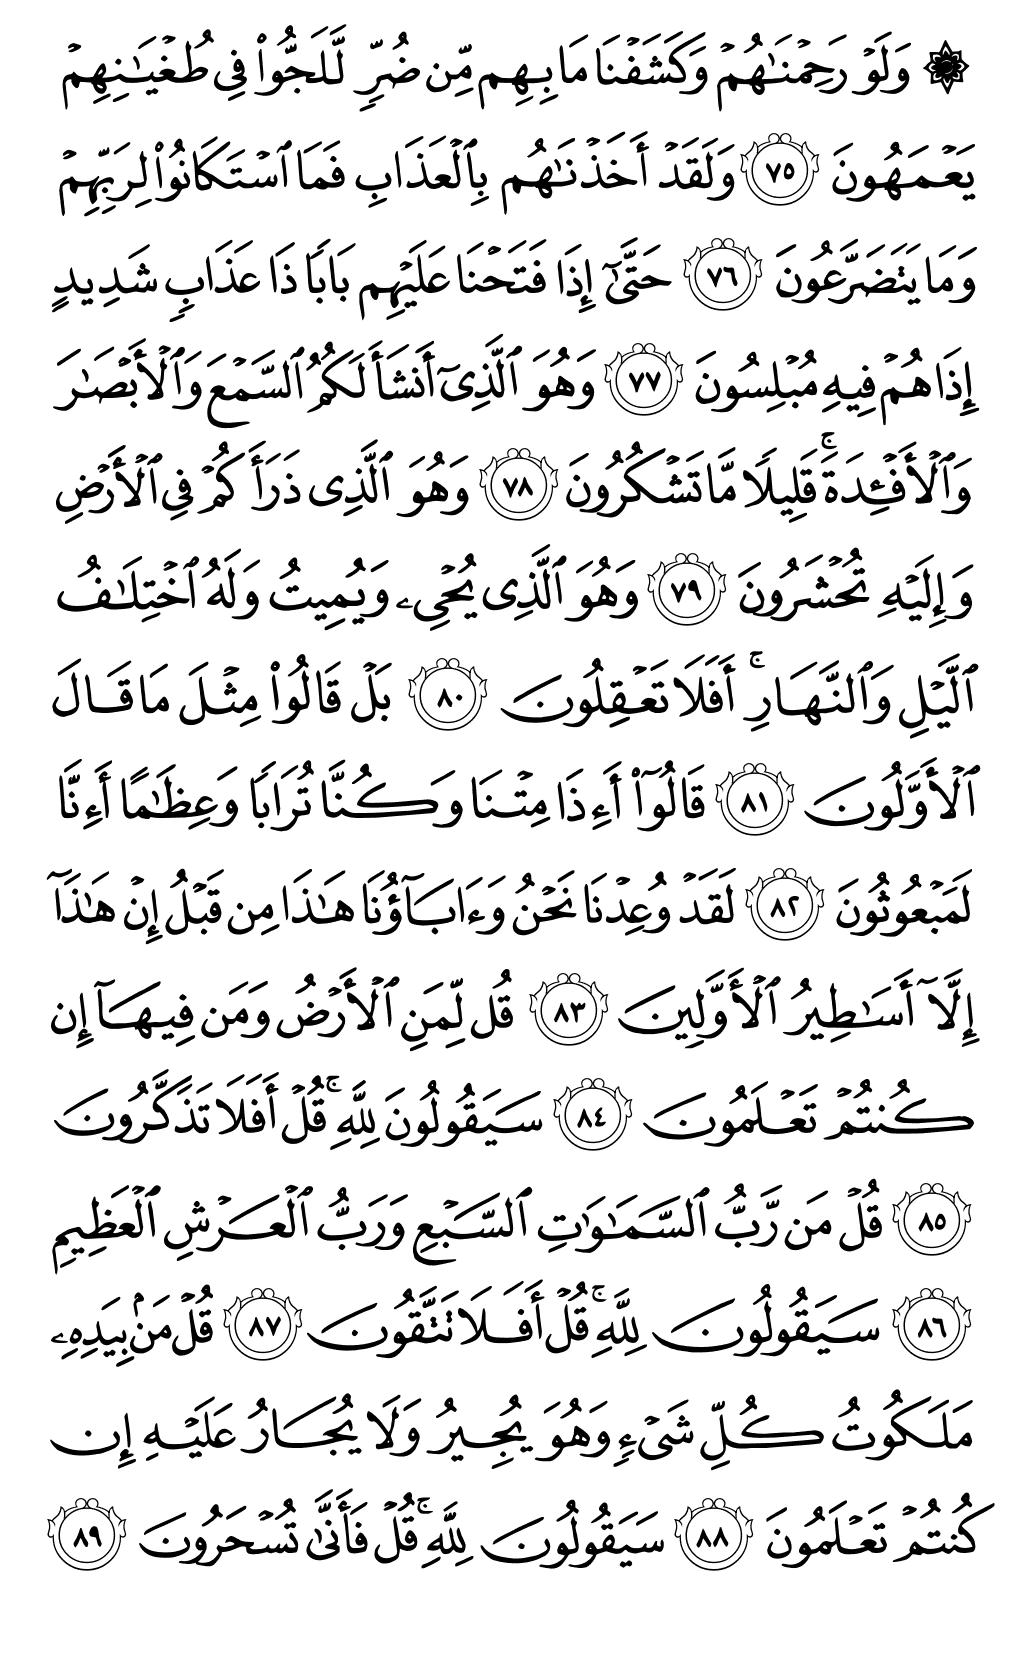 ۞ وَلَوۡ رَحِمۡنَٰهُمۡ وَكَشَفۡنَا مَا بِهِم مِّن ضُرّٖ لَّلَجُّواْ فِي طُغۡيَٰنِهِمۡ
يَعۡمَهُونَ ٧٥ وَلَقَدۡ أَخَذۡنَٰهُم بِٱلۡعَذَابِ فَمَا ٱسۡتَكَانُواْ لِرَبِّهِمۡ
وَمَا يَتَضَرَّعُونَ ٧٦ حَتَّىٰٓ إِذَا فَتَحۡنَا عَلَيۡهِم بَابٗا ذَا عَذَابٖ شَدِيدٍ
إِذَا هُمۡ فِيهِ مُبۡلِسُونَ ٧٧ وَهُوَ ٱلَّذِيٓ أَنشَأَ لَكُمُ ٱلسَّمۡعَ وَٱلۡأَبۡصَٰرَ
وَٱلۡأَفۡـِٔدَةَۚ قَلِيلٗا مَّا تَشۡكُرُونَ ٧٨ وَهُوَ ٱلَّذِي ذَرَأَكُمۡ فِي ٱلۡأَرۡضِ
وَإِلَيۡهِ تُحۡشَرُونَ ٧٩ وَهُوَ ٱلَّذِي يُحۡيِۦ وَيُمِيتُ وَلَهُ ٱخۡتِلَٰفُ
ٱلَّيۡلِ وَٱلنَّهَارِۚ أَفَلَا تَعۡقِلُونَ ٨٠ بَلۡ قَالُواْ مِثۡلَ مَا قَالَ
ٱلۡأَوَّلُونَ ٨١ قَالُوٓاْ أَءِذَا مِتۡنَا وَكُنَّا تُرَابٗا وَعِظَٰمًا أَءِنَّا
لَمَبۡعُوثُونَ ٨٢ لَقَدۡ وُعِدۡنَا نَحۡنُ وَءَابَآؤُنَا هَٰذَا مِن قَبۡلُ إِنۡ هَٰذَآ
إِلَّآ أَسَٰطِيرُ ٱلۡأَوَّلِينَ ٨٣ قُل لِّمَنِ ٱلۡأَرۡضُ وَمَن فِيهَآ إِن
كُنتُمۡ تَعۡلَمُونَ ٨٤ سَيَقُولُونَ لِلَّهِۚ قُلۡ أَفَلَا تَذَكَّرُونَ
٨٥ قُلۡ مَن رَّبُّ ٱلسَّمَٰوَٰتِ ٱلسَّبۡعِ وَرَبُّ ٱلۡعَرۡشِ ٱلۡعَظِيمِ
٨٦ سَيَقُولُونَ لِلَّهِۚ قُلۡ أَفَلَا تَتَّقُونَ ٨٧ قُلۡ مَنۢ بِيَدِهِۦ
مَلَكُوتُ كُلِّ شَيۡءٖ وَهُوَ يُجِيرُ وَلَا يُجَارُ عَلَيۡهِ إِن
كُنتُمۡ تَعۡلَمُونَ ٨٨ سَيَقُولُونَ لِلَّهِۚ قُلۡ فَأَنَّىٰ تُسۡحَرُونَ ٨٩